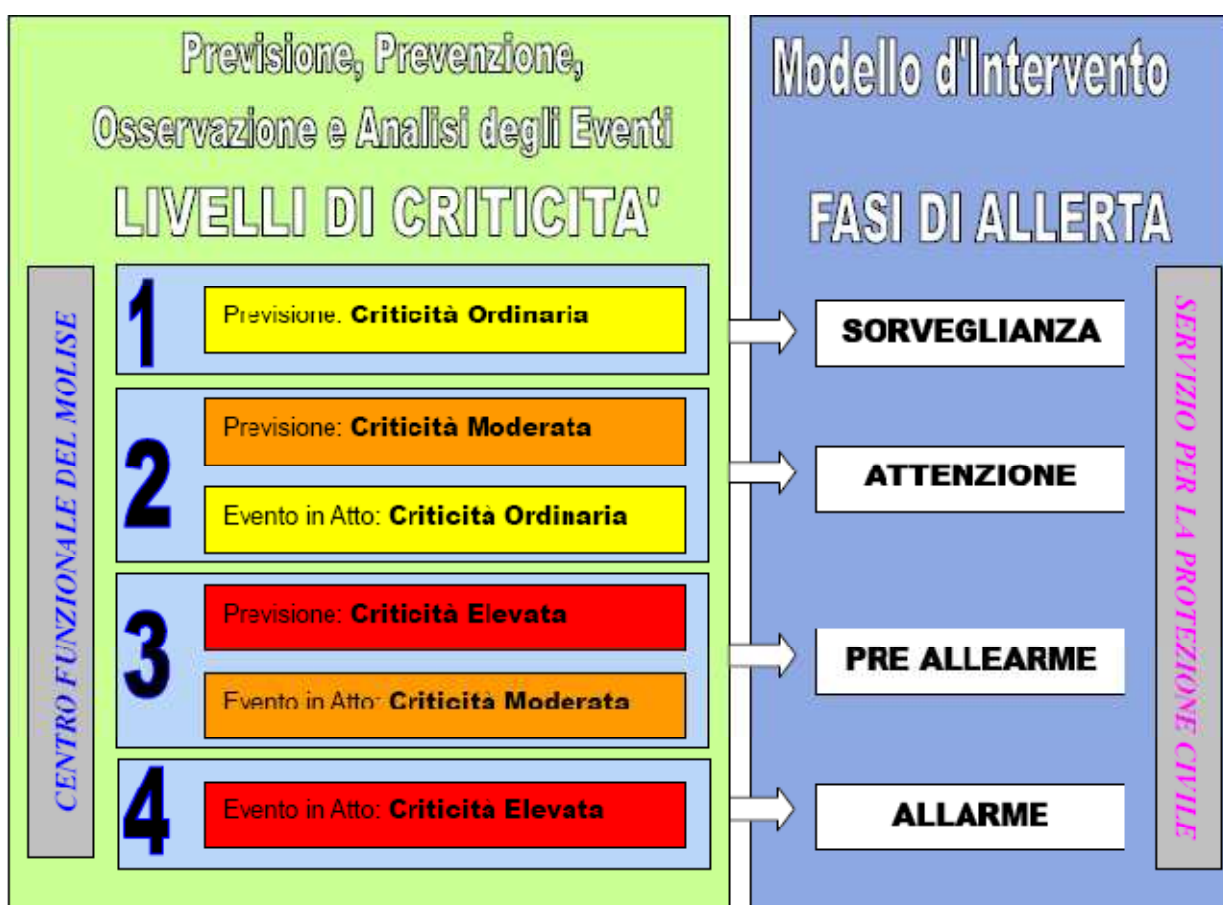 Previsione, Prevenzione,
Osservazione e Analisi degli Eventi
LIVELLI DI CRITICITA'
CENTRO FUNZIONALE DEL MOLISE
1
Previsione: Criticità Ordinaria
2
Previsione: Criticità Moderata
Evento in Atto: Criticità Ordinaria
3
Previsione: Criticità Elevata
Evento in Atto: Criticità Moderata
4
Evento in Atto: Criticità Elevata
Modello d'Intervento
FASI DI ALLERTA
SORVEGLIANZA
ATTENZIONE
PRE ALLEARME
ALLARME
SERVIZIO PER LA PROTEZIONE CIVILE